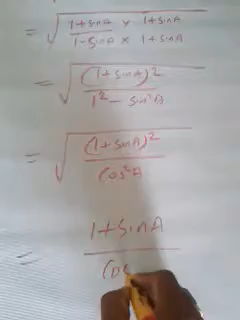 = √(1+sinA/1-sinA × 1+sinA/1+sinA)
= √((1+sinA)²/1² - sin²A)
= √((1+sinA)²/Cos²A)
= 1+sinA/Cos